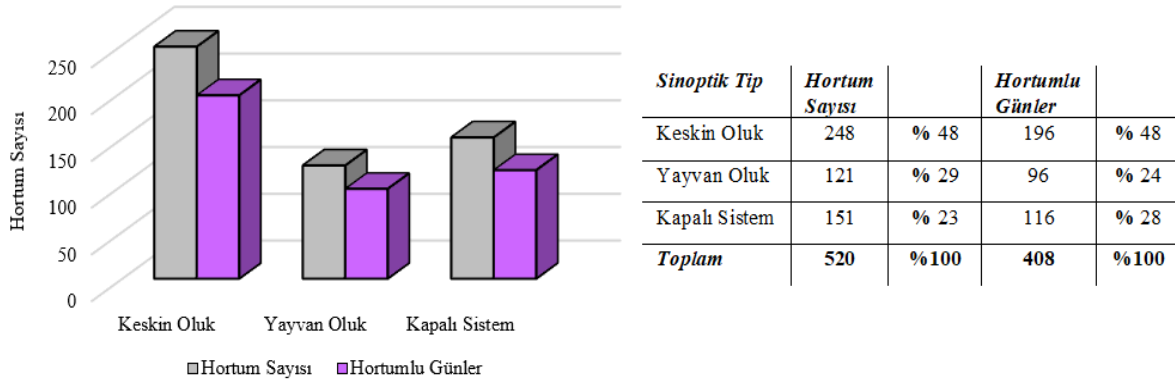 Hortum Sayısı
250
200
150
100
50
0
Keskin Oluk Yayvan Oluk Kapalı Sistem
Hortum Sayısı Hortumlu Günler
Sinoptik Tip Hortum Sayısı Hortumlu Günler
Keskin Oluk 248 % 48 196 % 48
Yayvan Oluk 121 % 29 96 % 24
Kapalı Sistem 151 % 23 116 % 28
Toplam 520 %100 408 %100